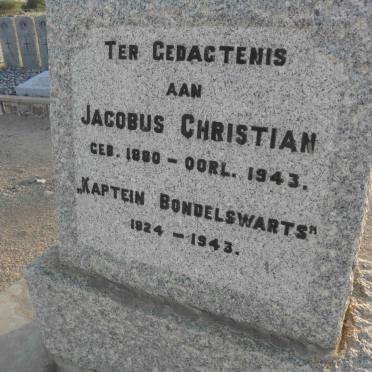 TER GEDACTENIS
AAN
JACOBUS CHRISTIAN
GEB. 1880 – OORL. 1943.
„KAPTEIN BONDELSWARTS"
1924 – 1943.